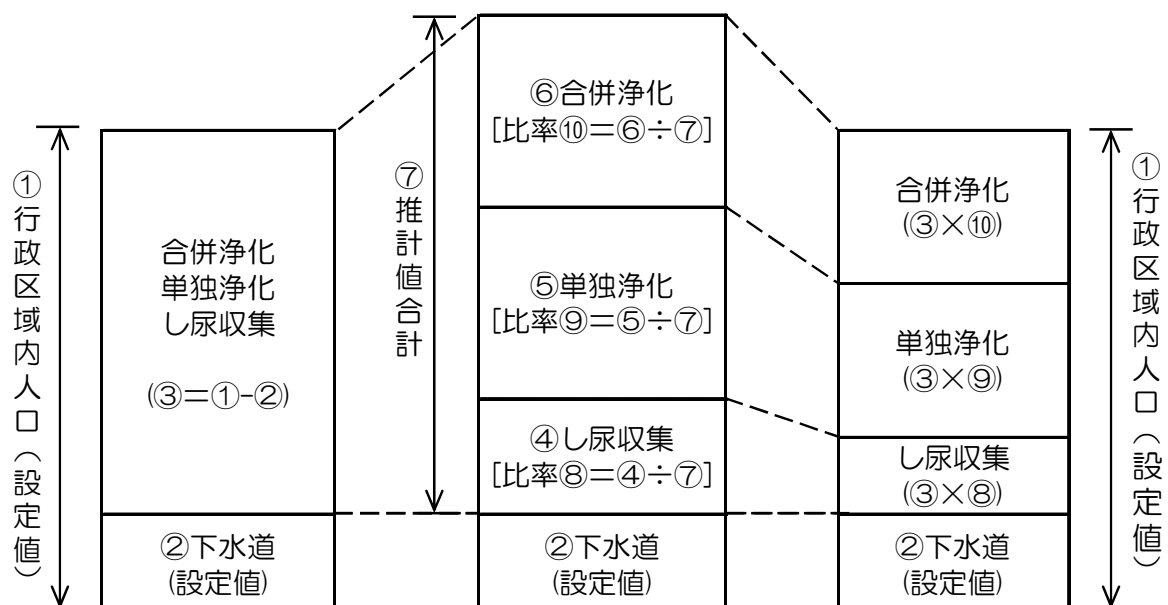 ①行政区域内人口（設定値）
合併浄化
単独浄化
し尿収集
(③＝①-②)
②下水道
(設定値)
⑦推計値合計
⑥合併浄化
[比率⑩＝⑥÷⑦]
⑤単独浄化
[比率⑨＝⑤÷⑦]
④し尿収集
[比率⑧＝④÷⑦]
②下水道
(設定値)
合併浄化
(③×⑩)
単独浄化
(③×⑨)
し尿収集
(③×⑧)
②下水道
(設定値)
①行政区域内人口（設定値）